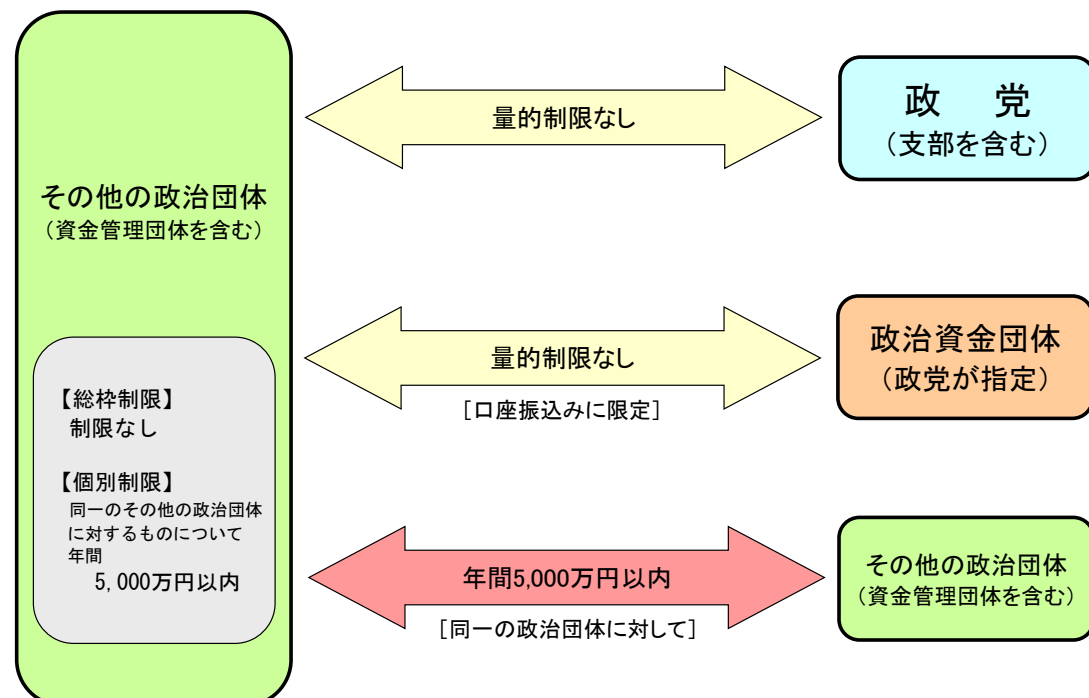 その他の政治団体
（資金管理団体を含む）
【総枠制限】
制限なし
【個別制限】
同一のその他の政治団体
に対するものについて
年間
5,000万円以内
量的制限なし
政　党
（支部を含む）
量的制限なし
［口座振込みに限定］
政治資金団体
（政党が指定）
年間5,000万円以内
［同一の政治団体に対して］
その他の政治団体
（資金管理団体を含む）